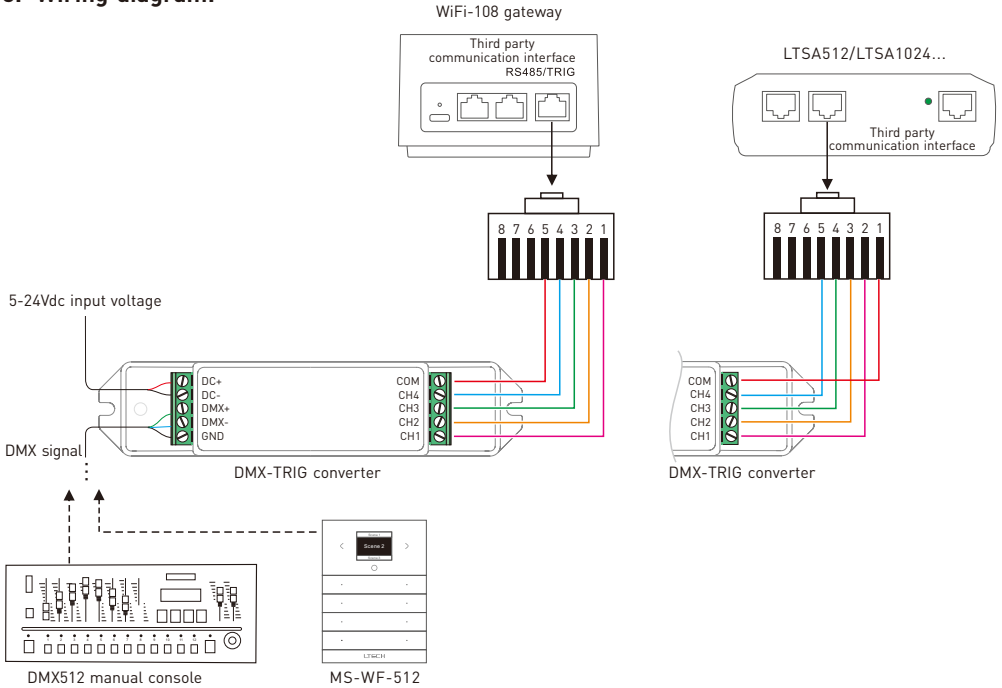 WiFi-108 gateway
Third party
communication interface
RS485/TRIG
LTSA512/LTSA1024...
Third party
communication interface
8 7 6 5 4 3 2 1
8 7 6 5 4 3 2 1
5-24Vdc input voltage
DC+
DC-
DMX+
DMX-
GND
COM
CH4
CH3
CH2
CH1
COM
CH4
CH3
CH2
CH1
DMX signal
DMX-TRIG converter
DMX-TRIG converter
Scene 2
LTECH
DMX512 manual console
MS-WF-512